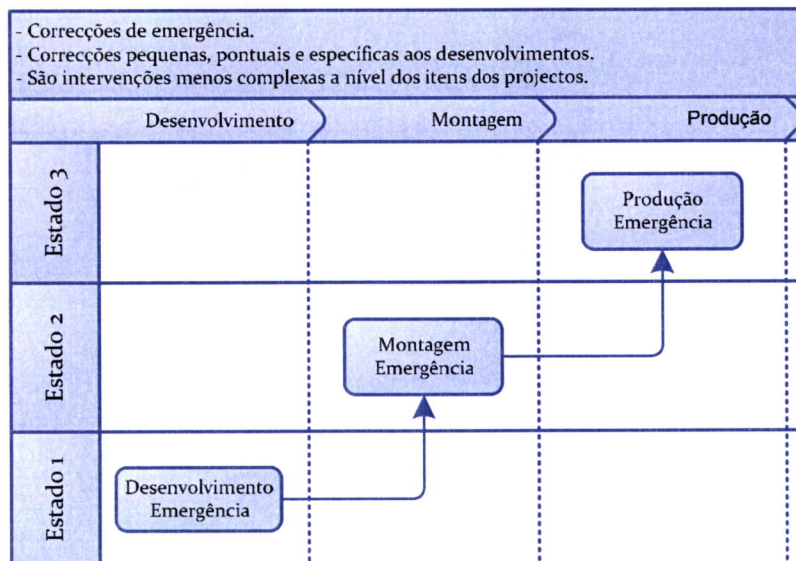 - Correcções de emergência.
- Correcções pequenas, pontuais e específicas aos desenvolvimentos.
- São intervenções menos complexas a nível dos itens dos projectos.
Desenvolvimento
Montagem
Produção
Estado 3
Produção
Emergência
Estado 2
Montagem
Emergência
Estado 1
Desenvolvimento
Emergência